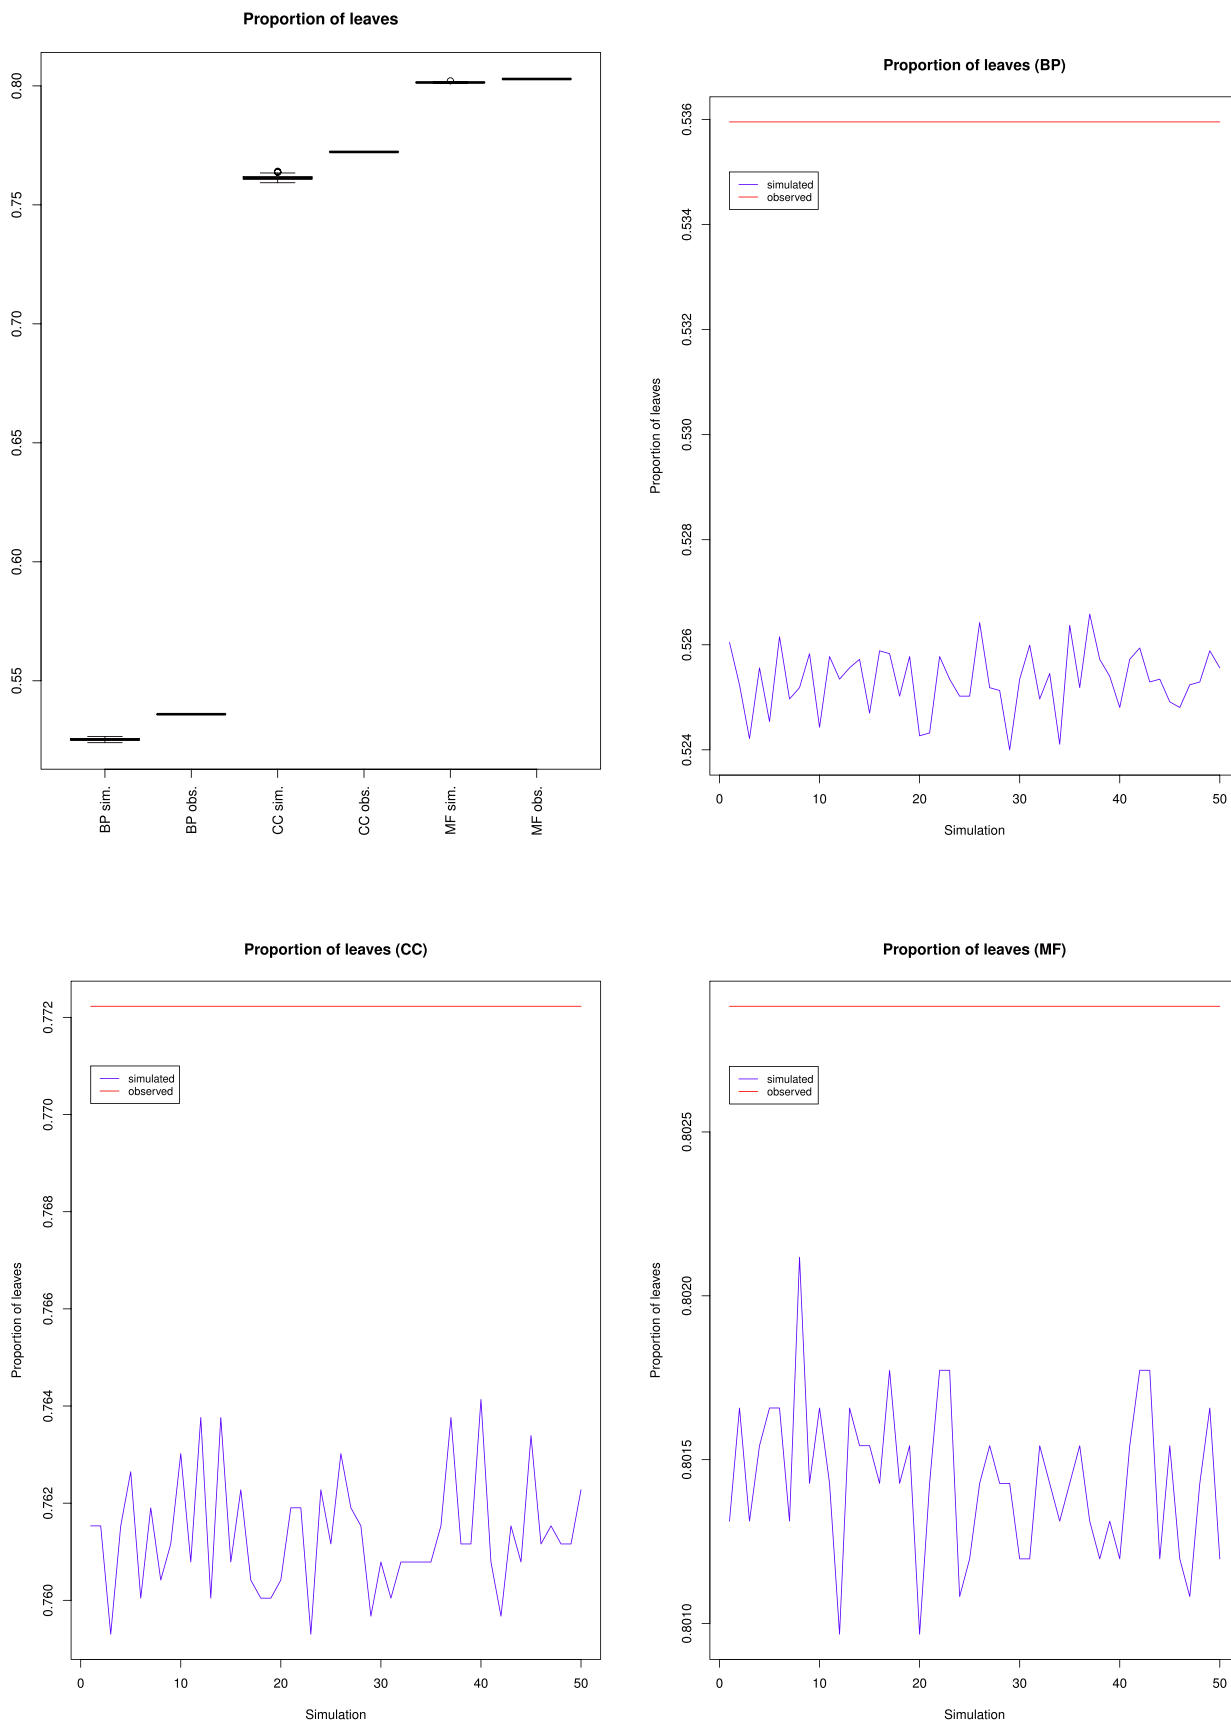 Proportion of leaves
0.80
0.75
0.70
0.65
0.60
0.55
BP sim.
BP obs.
CC sim.
CC obs.
MF sim.
MF obs.
Proportion of leaves (BP)
Proportion of leaves
0.536
0.534
0.532
0.530
0.528
0.526
0.524
simulated
observed
0
10
20
30
40
50
Simulation
Proportion of leaves (CC)
Proportion of leaves
0.772
0.770
0.768
0.766
0.764
0.762
0.760
simulated
observed
0
10
20
30
40
50
Simulation
Proportion of leaves (MF)
Proportion of leaves
0.8025
0.8020
0.8015
0.8010
simulated
observed
0
10
20
30
40
50
Simulation